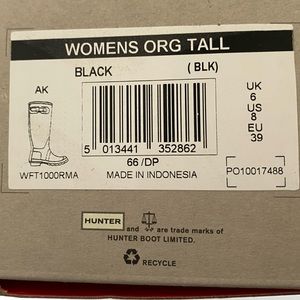 WOMENS ORG TALL
BLACK (BLK)
AK
UK
6
US
8
EU
39
5 013441 352862
66/DP
WFT1000RMA MADE IN INDONESIA PO10017488
HUNTER and are trade marks of
HUNTER BOOT LIMITED.
RECYCLE